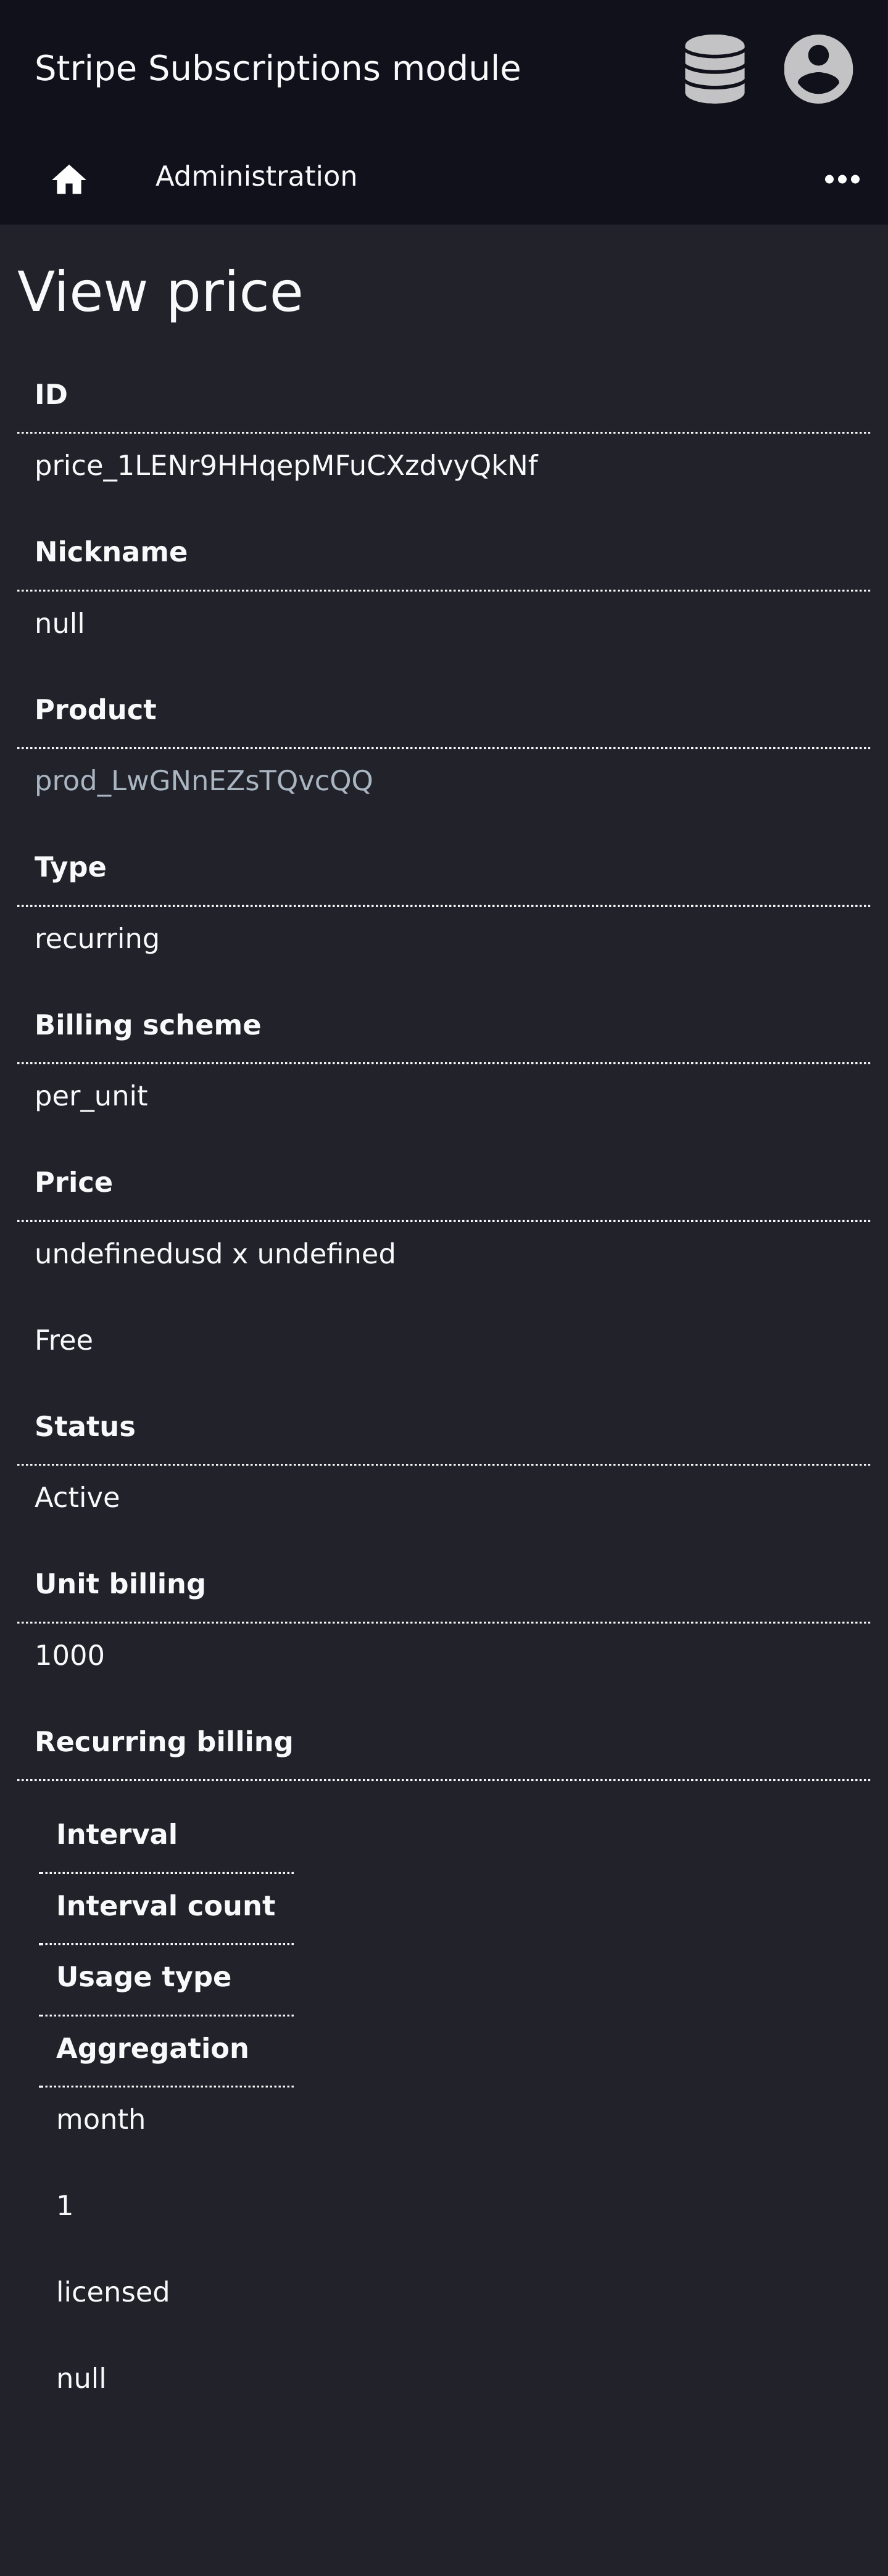 Stripe Subscriptions module
Administration
View price
ID
price_1LENr9HHqepMFuCXzdvyQkNf
Nickname
null
Product
prod_LwGNnEZsTQvcQQ
Type
recurring
Billing scheme
per_unit
Price
undefinedusd x undefined
Free
Status
Active
Unit billing
1000
Recurring billing
Interval
Interval count
Usage type
Aggregation
month
1
licensed
null